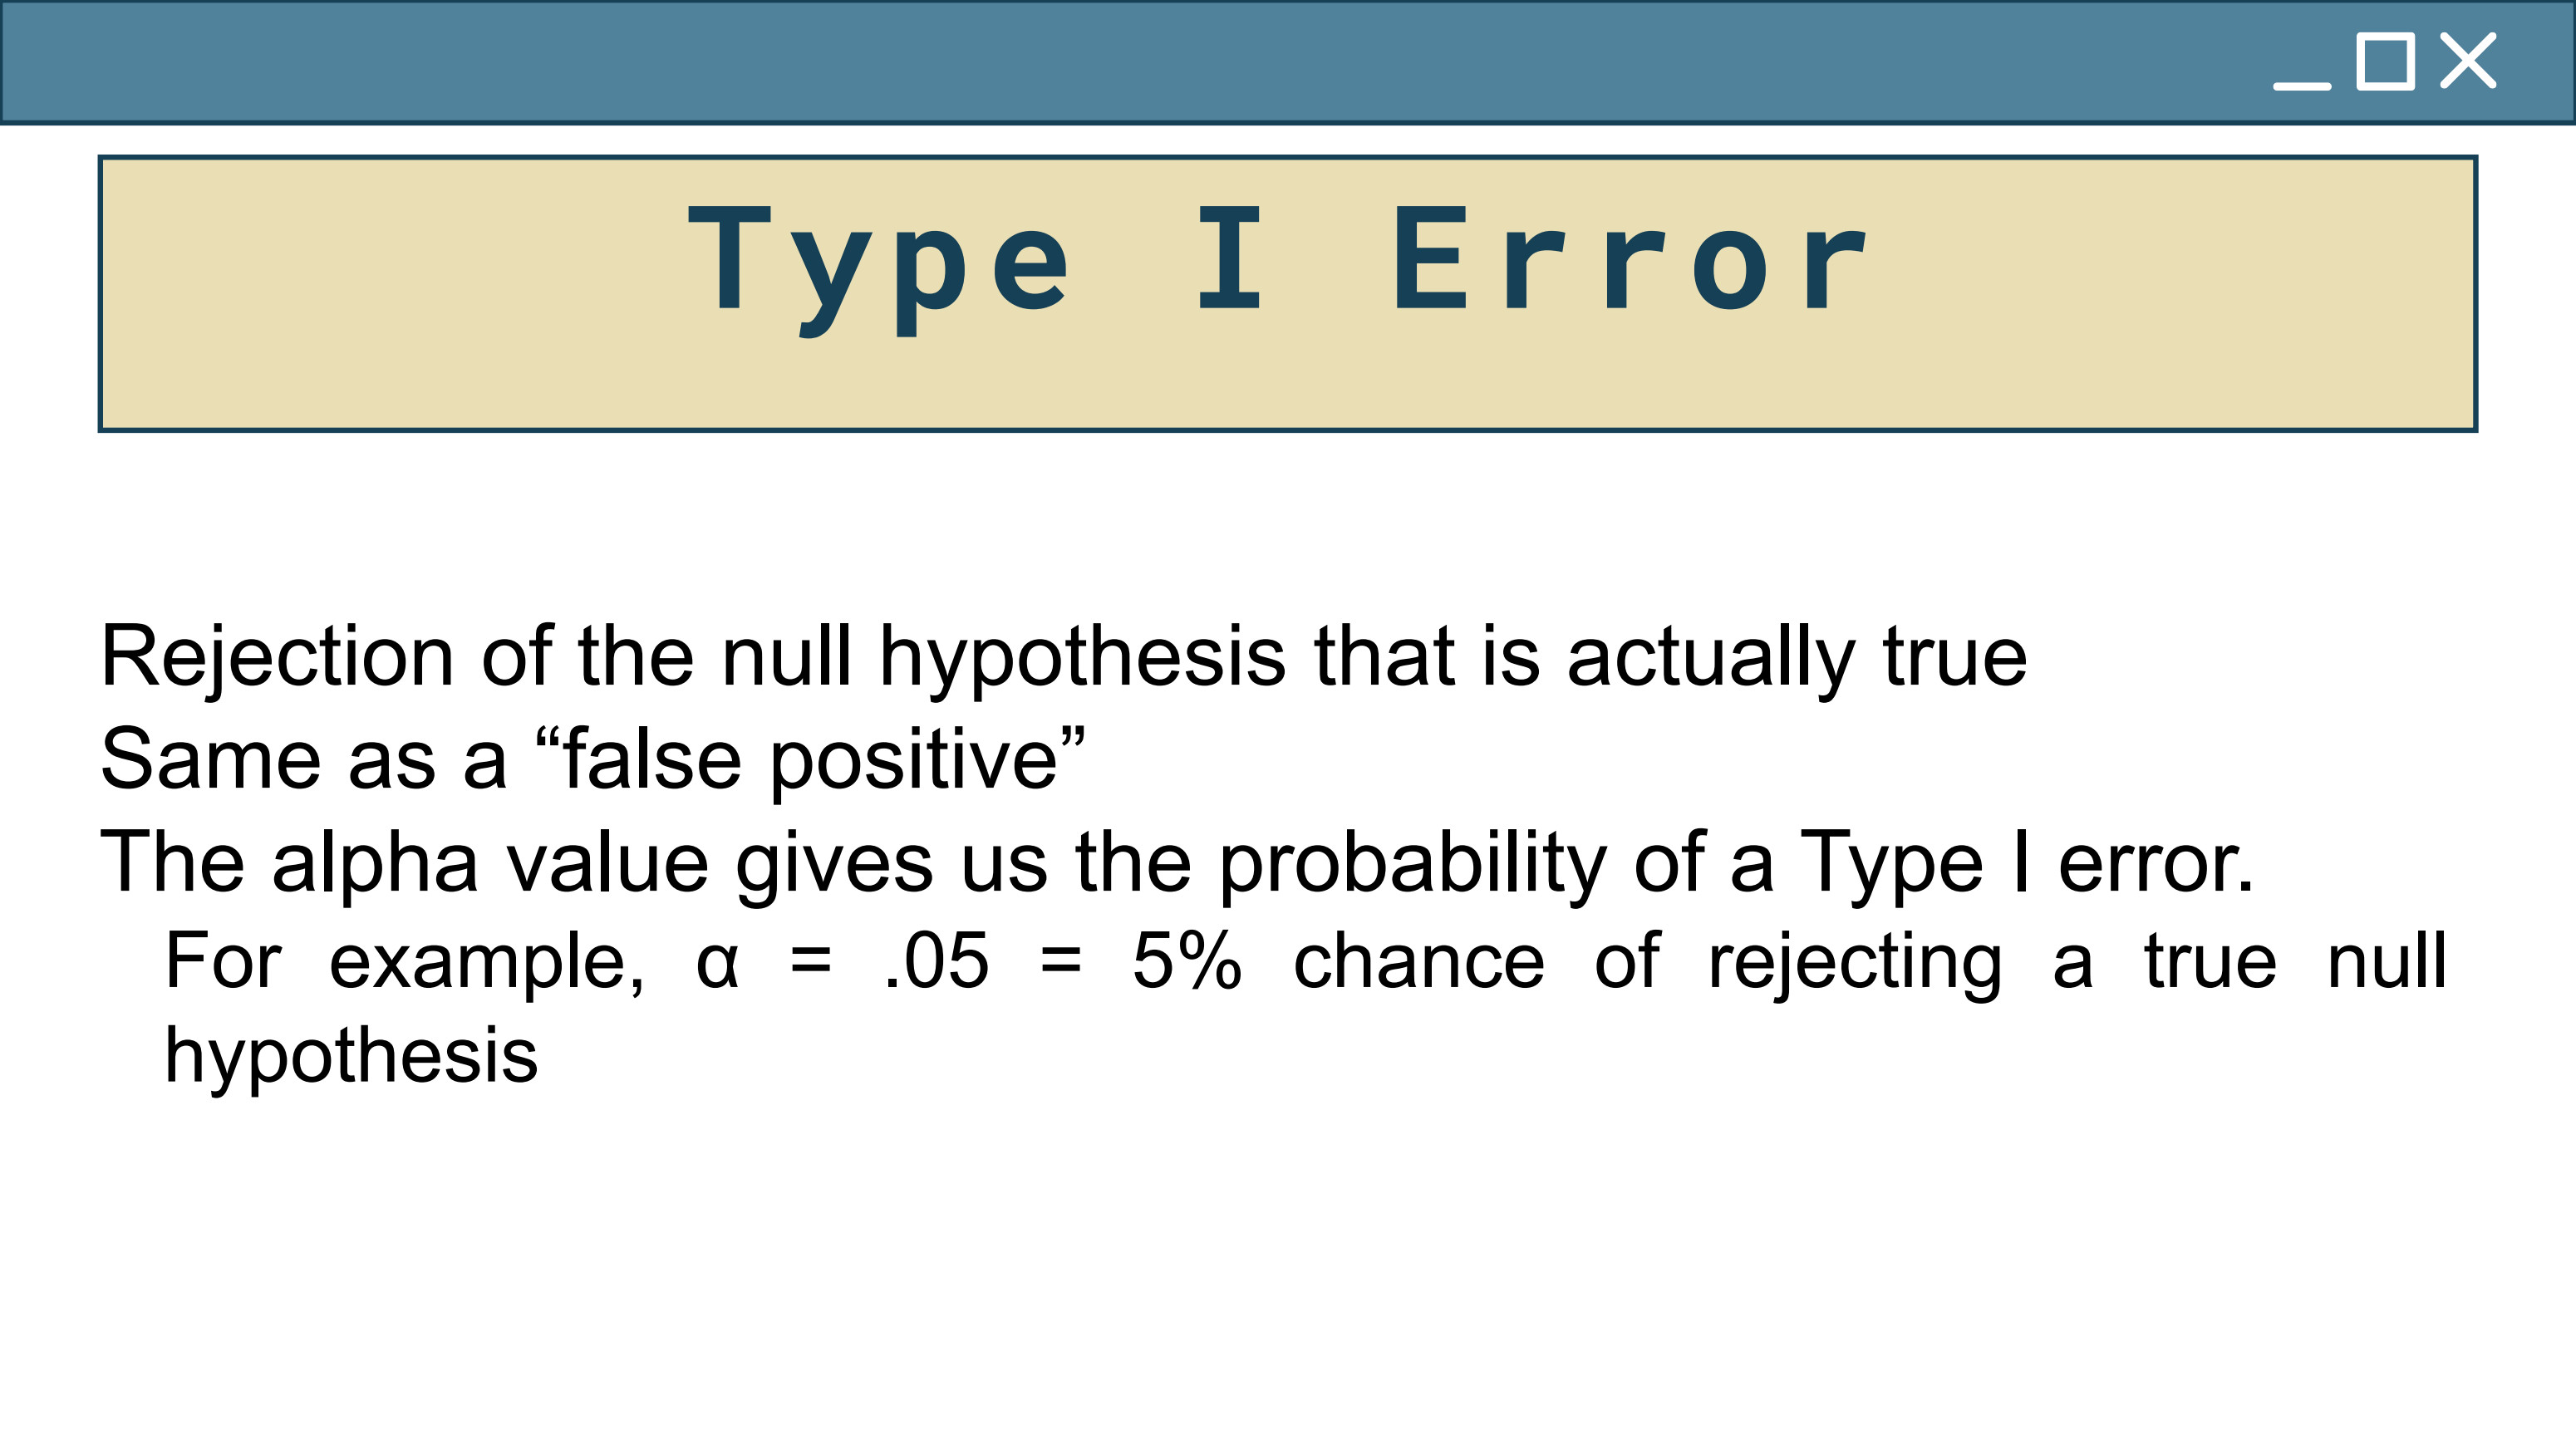 Type I Error
Rejection of the null hypothesis that is actually true
Same as a “false positive”
The alpha value gives us the probability of a Type I error.
For example, α = .05 = 5% chance of rejecting a true null
hypothesis